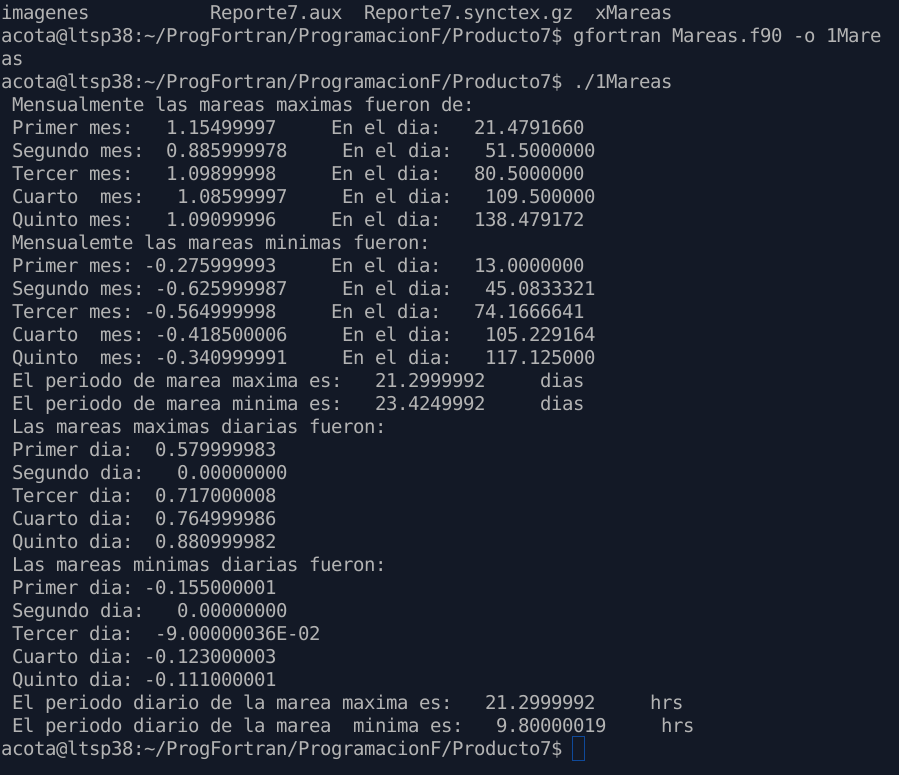 imagenes           Reporte7.aux  Reporte7.synctex.gz  xMareas
acota@ltsp38:~/ProgFortran/ProgramacionF/Producto7$ gfortran Mareas.f90 -o 1Mare
as
acota@ltsp38:~/ProgFortran/ProgramacionF/Producto7$ ./1Mareas
 Mensualmente las mareas maximas fueron de:
 Primer mes:   1.15499997     En el dia:   21.4791660
 Segundo mes:  0.885999978     En el dia:   51.5000000
 Tercer mes:   1.09899998     En el dia:   80.5000000
 Cuarto  mes:   1.08599997     En el dia:   109.500000
 Quinto mes:   1.09099996     En el dia:   138.479172
 Mensualemte las mareas minimas fueron:
 Primer mes: -0.275999993     En el dia:   13.0000000
 Segundo mes: -0.625999987     En el dia:   45.0833321
 Tercer mes: -0.564999998     En el dia:   74.1666641
 Cuarto  mes: -0.418500006     En el dia:   105.229164
 Quinto  mes: -0.340999991     En el dia:   117.125000
 El periodo de marea maxima es:   21.2999992     dias
 El periodo de marea minima es:   23.4249992     dias
 Las mareas maximas diarias fueron:
 Primer dia:  0.579999983
 Segundo dia:   0.00000000
 Tercer dia:  0.717000008
 Cuarto dia:  0.764999986
 Quinto dia:  0.880999982
 Las mareas minimas diarias fueron:
 Primer dia: -0.155000001
 Segundo dia:   0.00000000
 Tercer dia:  -9.00000036E-02
 Cuarto dia: -0.123000003
 Quinto dia: -0.111000001
 El periodo diario de la marea maxima es:   21.2999992     hrs
 El periodo diario de la marea  minima es:   9.80000019     hrs
acota@ltsp38:~/ProgFortran/ProgramacionF/Producto7$